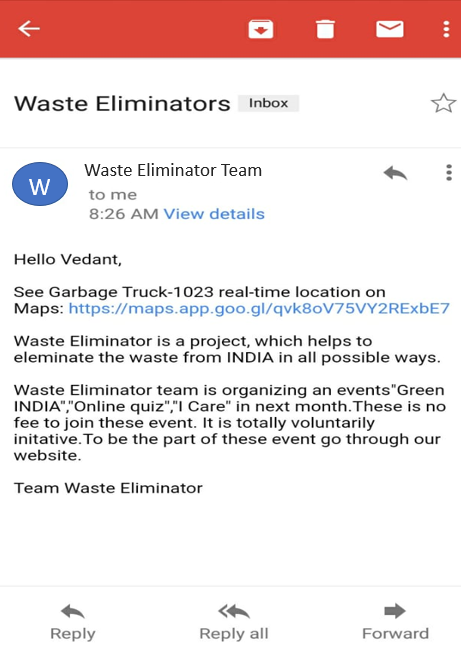 Waste Eliminators Inbox
W
Waste Eliminator Team
to me
8:26 AM View details
Hello Vedant,
See Garbage Truck-1023 real-time location on
Maps: https://maps.app.goo.gl/qvk8oV75VY2RExbE7
Waste Eliminator is a project, which helps to
eleminate the waste from INDIA in all possible ways.
Waste Eliminator team is organizing an events"Green
INDIA","Online quiz","I Care" in next month.These is no
fee to join these event. It is totally voluntarily
initative.To be the part of these event go through our
website.
Team Waste Eliminator
Reply Reply all Forward